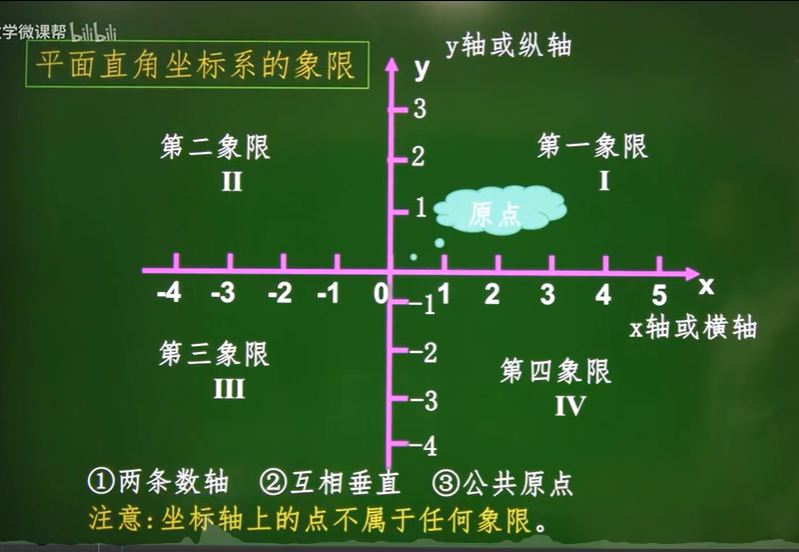 学微课帮 bilibili
平面直角坐标系的象限
y
y轴或纵轴
3
第二象限
II
2
第一象限
I
1
原点
-4 -3 -2 -1 0 1 2 3 4 5
x
x轴或横轴
-1
第三象限
III
-2
第四象限
IV
-3
-4
①两条数轴 ②互相垂直 ③公共原点
注意:坐标轴上的点不属于任何象限。